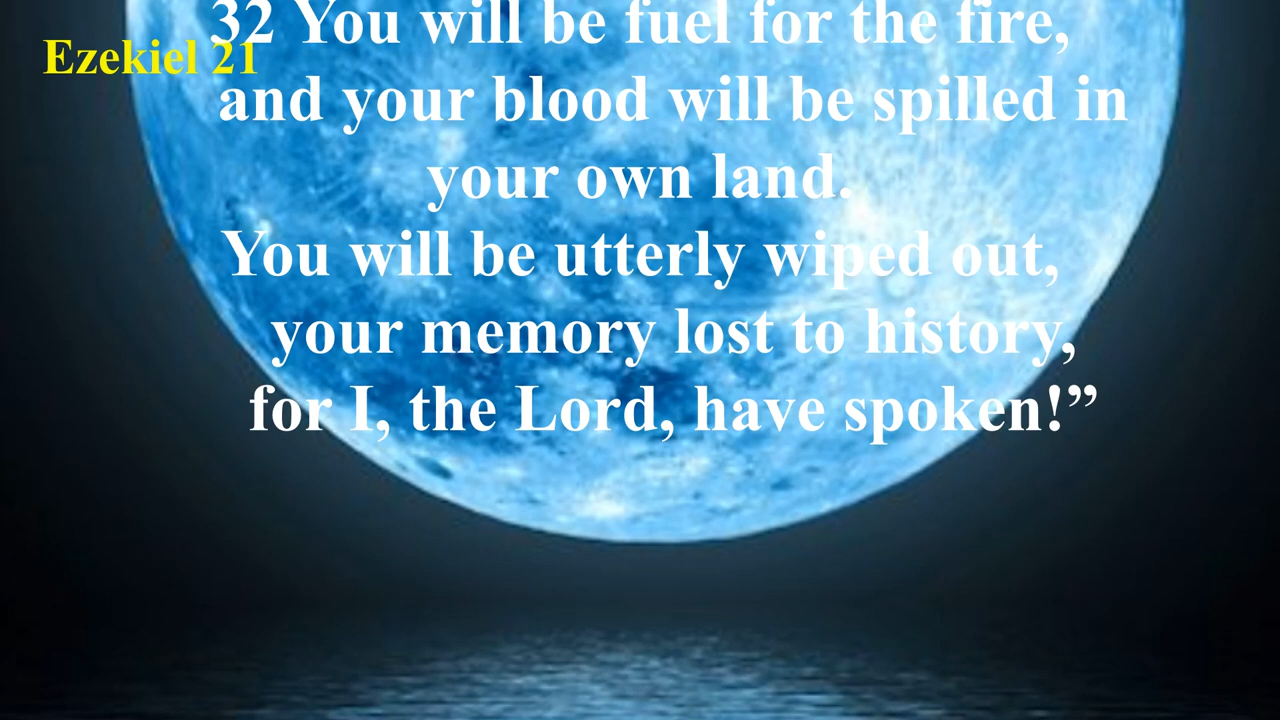 32 You will be fuel for the fire,
Ezekiel 21
and your blood will be spilled in
your own land.
You will be utterly wiped out,
your memory lost to history,
for I, the Lord, have spoken!”